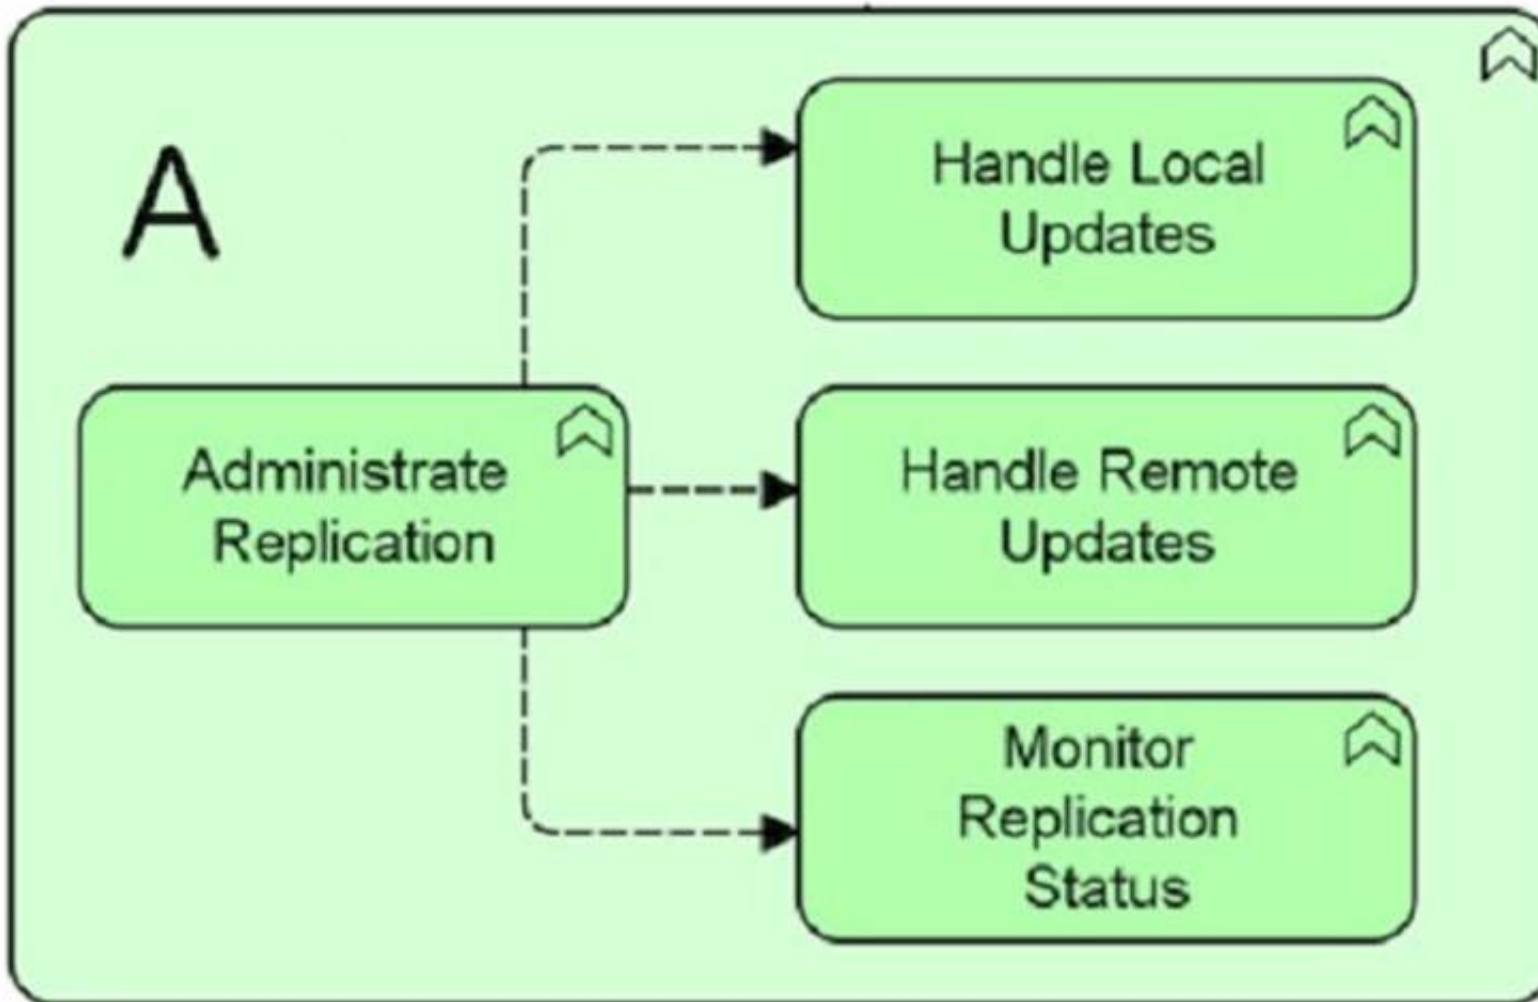 A
Handle Local
Updates
Administrate
Replication
Handle Remote
Updates
Monitor
Replication
Status